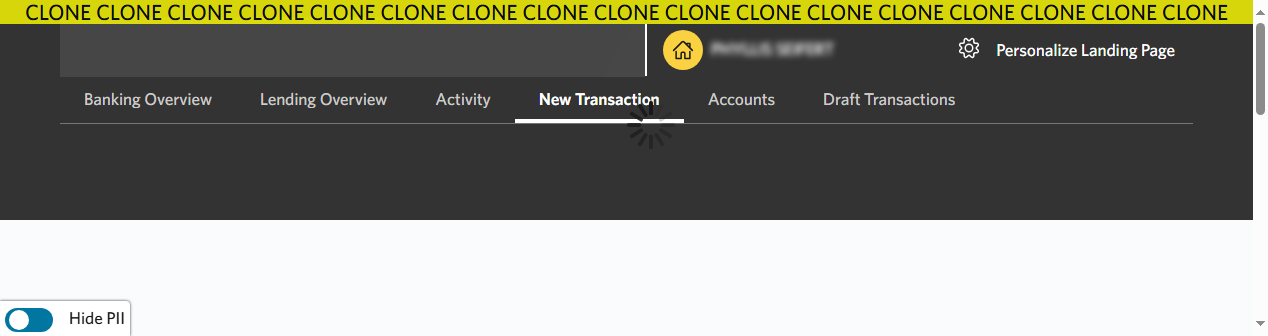 CLONE CLONE CLONE CLONE CLONE CLONE CLONE CLONE CLONE CLONE CLONE CLONE CLONE CLONE CLONE CLONE CLONE
Personalize Landing Page
Banking Overview Lending Overview Activity New Transaction Accounts Draft Transactions
Hide PII